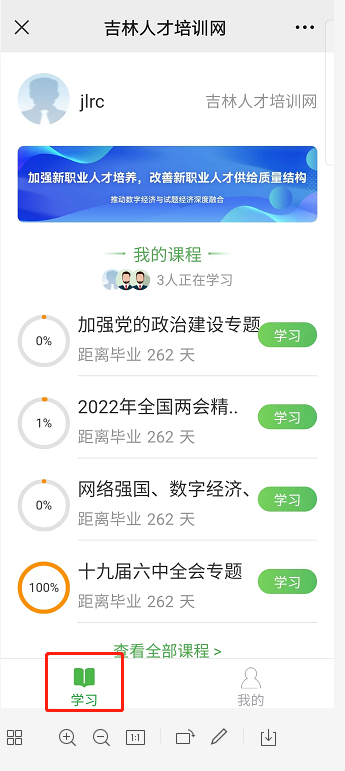 吉林人才培训网
jlrc
吉林人才培训网
加强新职业人才培养，改善新职业人才供给质量结构
推动数字经济与试题经济深度融合
我的课程
3人正在学习
0%
加强党的政治建设专题
距离毕业 262 天
学习
1%
2022年全国两会精..
距离毕业 262 天
学习
0%
网络强国、数字经济、
距离毕业 262 天
学习
100%
十九届六中全会专题
距离毕业 262 天
学习
查看全部课程 >
学习
我的
1:1